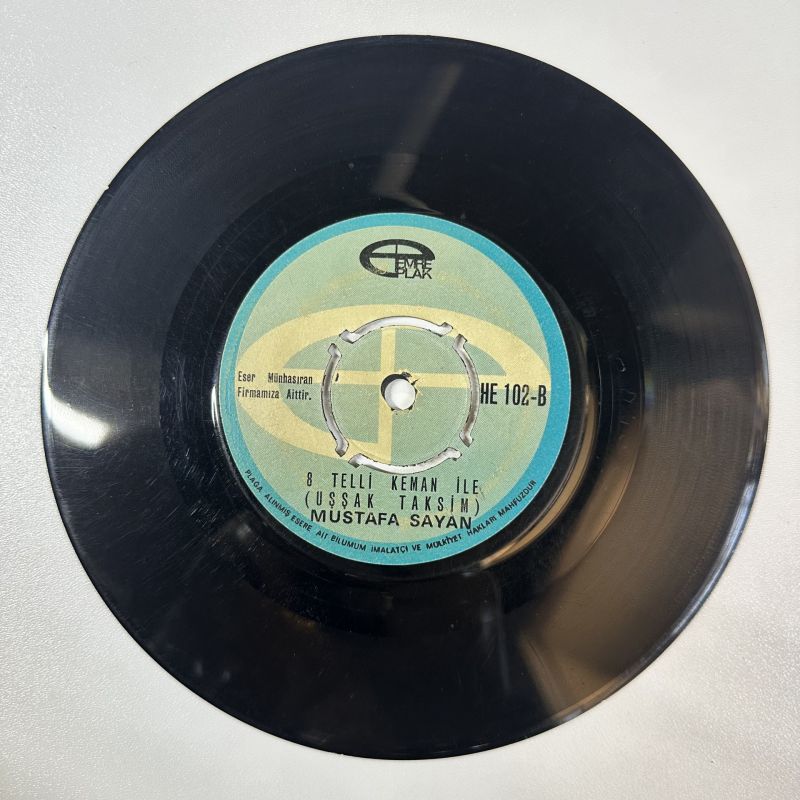 EMRE
PLAK
Eser Münhasıran
Firmamıza Aittir.
HE 102-B
8 TELLİ KEMAN İLE
(UŞŞAK TAKSİM)
MUSTAFA SAYAN
PLAĞA ALINMIŞ ESERE AİT BİLUMUM İMALATÇI VE MÜLKİYET HAKLARI MAHFUZDUR